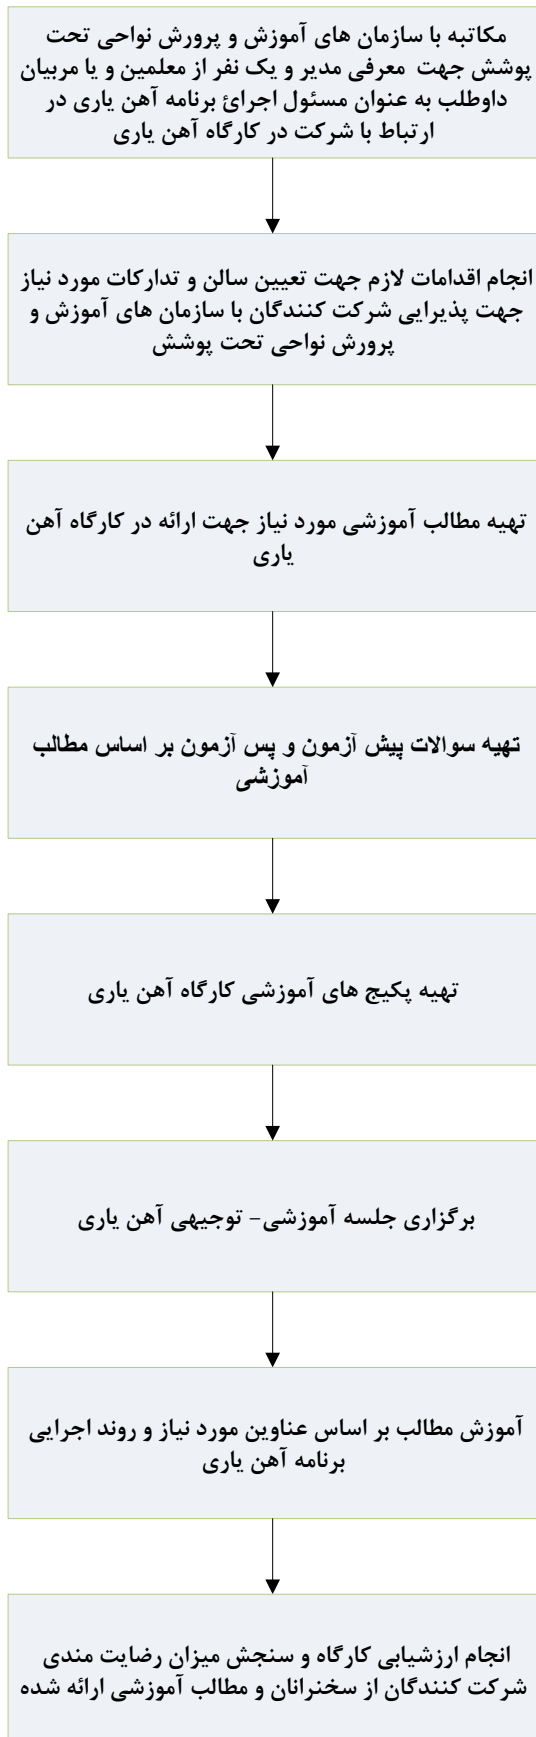 مکاتبه با سازمان های آموزش و پرورش نواحی تحت
پوشش جهت معرفی مدیر و یک نفر از معلمین و یا مربیان
داوطلب به عنوان مسئول اجرائ برنامه آهن یاری در
ارتباط با شرکت در کارگاه آهن یاری
انجام اقدامات لازم جهت تعیین سالن و تدارکات مورد نیاز
جهت پذیرایی شرکت کنندگان با سازمان های آموزش و
پرورش نواحی تحت پوشش
تهیه مطالب آموزشی مورد نیاز جهت ارائه در کارگاه آهن
یاری
تهیه سوالات پیش آزمون و پس آزمون بر اساس مطالب
آموزشی
تهیه پکیج های آموزشی کارگاه آهن یاری
برگزاری جلسه آموزشی- توجیهی آهن یاری
آموزش مطالب بر اساس عناوین مورد نیاز و روند اجرایی
برنامه آهن یاری
انجام ارزشیابی کارگاه و سنجش میزان رضایت مندی
شرکت کنندگان از سخنرانان و مطالب آموزشی ارائه شده